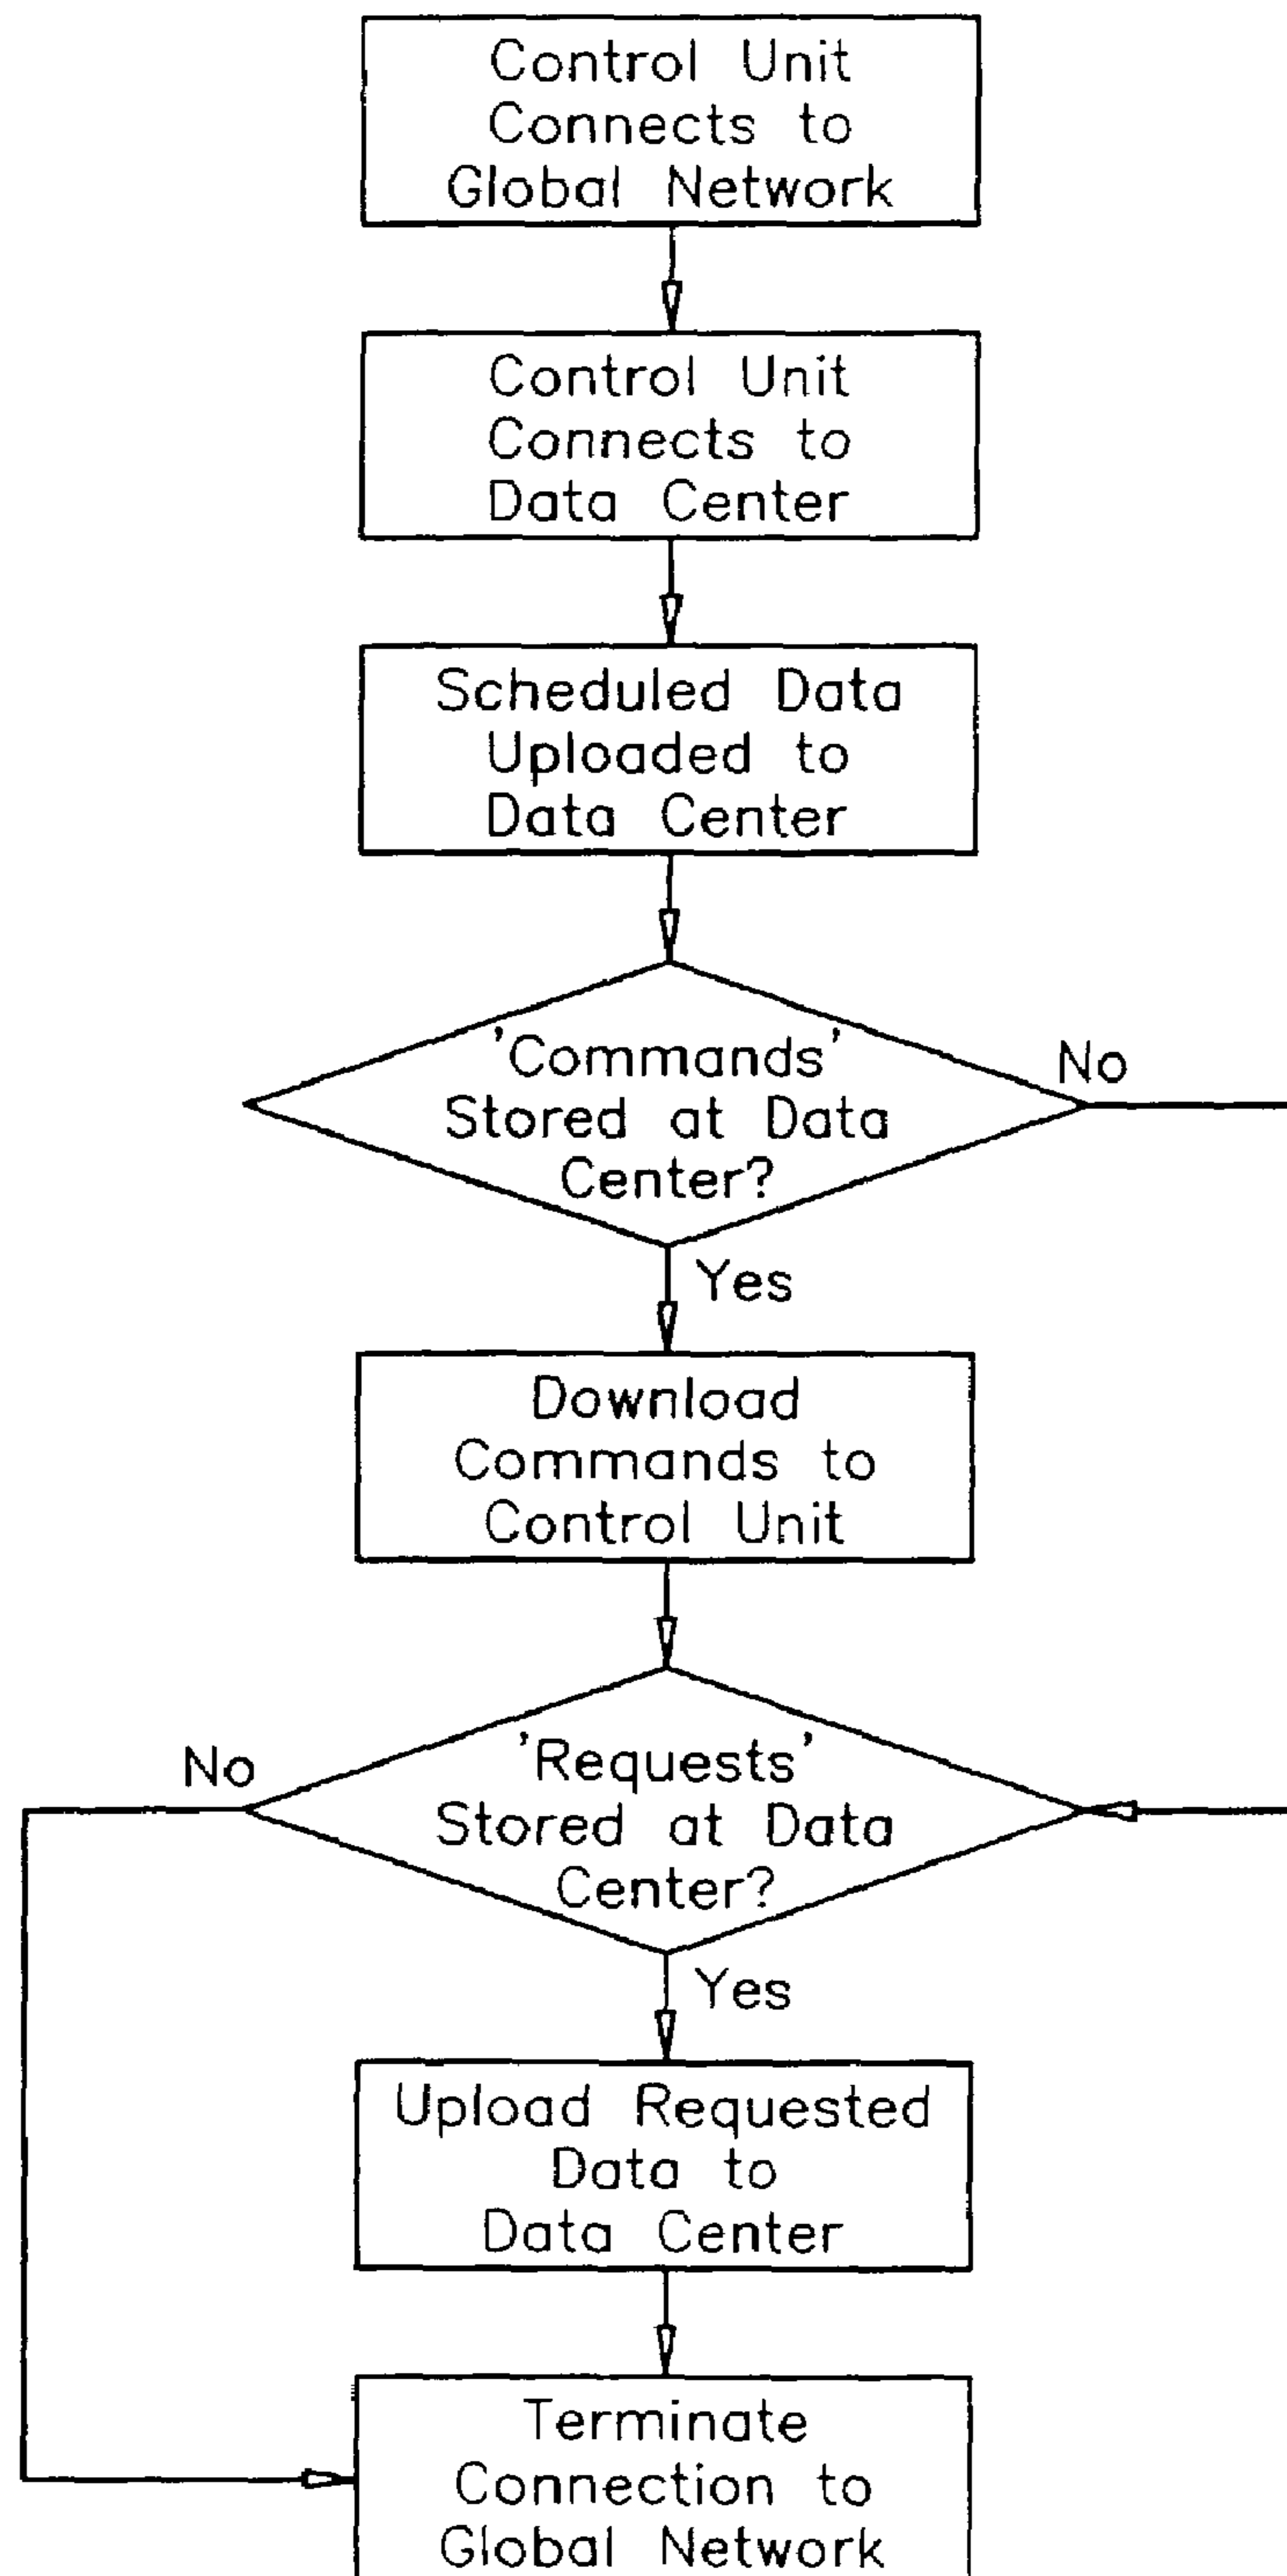 Control Unit
Connects to
Global Network
Control Unit
Connects to
Data Center
Scheduled Data
Uploaded to
Data Center
'Commands'
Stored at Data
Center?
No
Yes
Download
Commands to
Control Unit
'Requests'
Stored at Data
Center?
No
Yes
Upload Requested
Data to
Data Center
Terminate
Connection to
Global Network